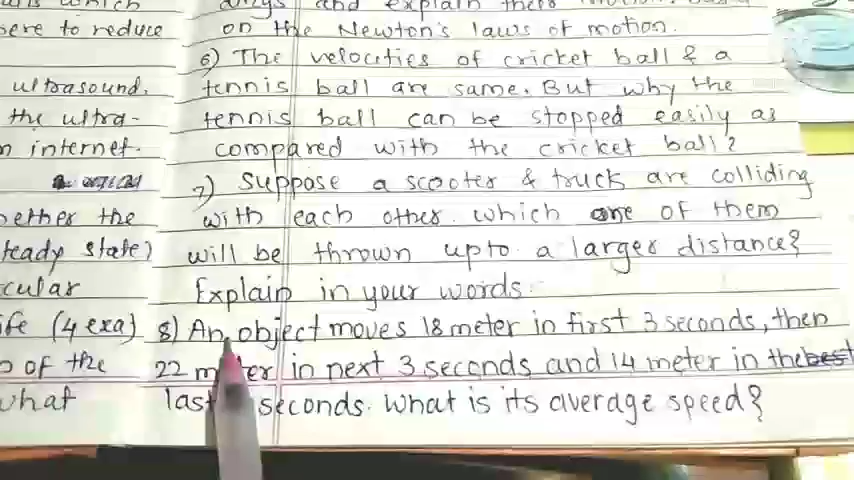 on the Newton's laws of motion.
ere to reduce
6) The velocities of cricket ball & a
ultrasound.
tennis ball are same. But why the
the ultra-
tennis ball can be stopped easily as
n internet.
compared with the cricket ball?
7) Suppose a scooter & truck are colliding
ether the
with each other. which one of them
teady state)
will be thrown upto a larger distance?
cular
Explain in your words.
ife (4 exa)
8) An object moves 18 meter in first 3 seconds, then
of the
22 meter in next 3 seconds and 14 meter in the
what
last seconds. What is its average speed?